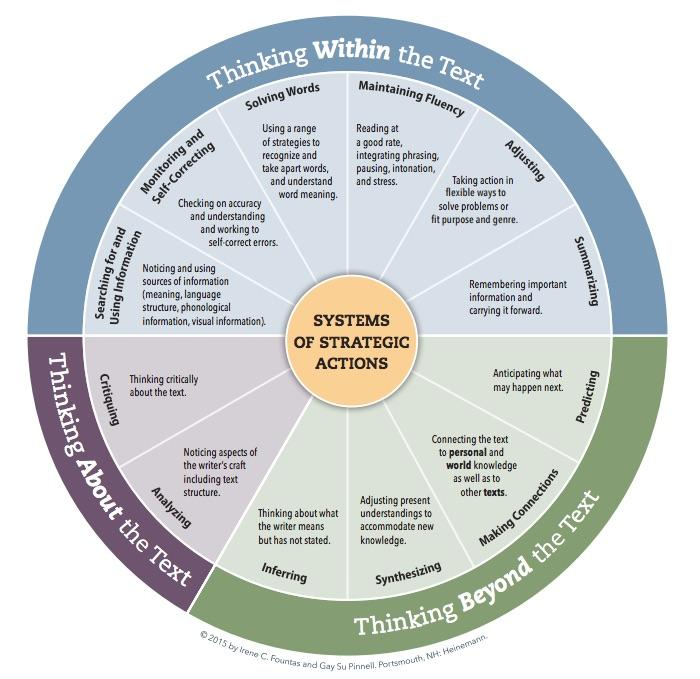 Thinking Within the Text
Searching for and
Using Information
Noticing and using
sources of information
(meaning, language
structure, phonological
information, visual information).
Monitoring and
Self-Correcting
Checking on accuracy
and understanding
and working to
self-correct errors.
Solving Words
Using a range
of strategies to
recognize and
take apart words,
and understand
word meaning.
Maintaining Fluency
Reading at
a good rate,
integrating phrasing,
pausing, intonation,
and stress.
Adjusting
Taking action in
flexible ways to
solve problems or
fit purpose and genre.
Summarizing
Remembering important
information and
carrying it forward.
SYSTEMS
OF STRATEGIC
ACTIONS
Predicting
Anticipating what
may happen next.
Making Connections
Connecting the text
to personal and
world knowledge
as well as to
other texts.
Synthesizing
Adjusting present
understandings to
accommodate new
knowledge.
Inferring
Thinking about what
the writer means
but has not stated.
Thinking Beyond the Text
Analyzing
Noticing aspects of
the writer's craft
including text
structure.
Critiquing
Thinking critically
about the text.
Thinking About the Text
© 2015 by Irene C. Fountas and Gay Su Pinnell. Portsmouth, NH: Heinemann.